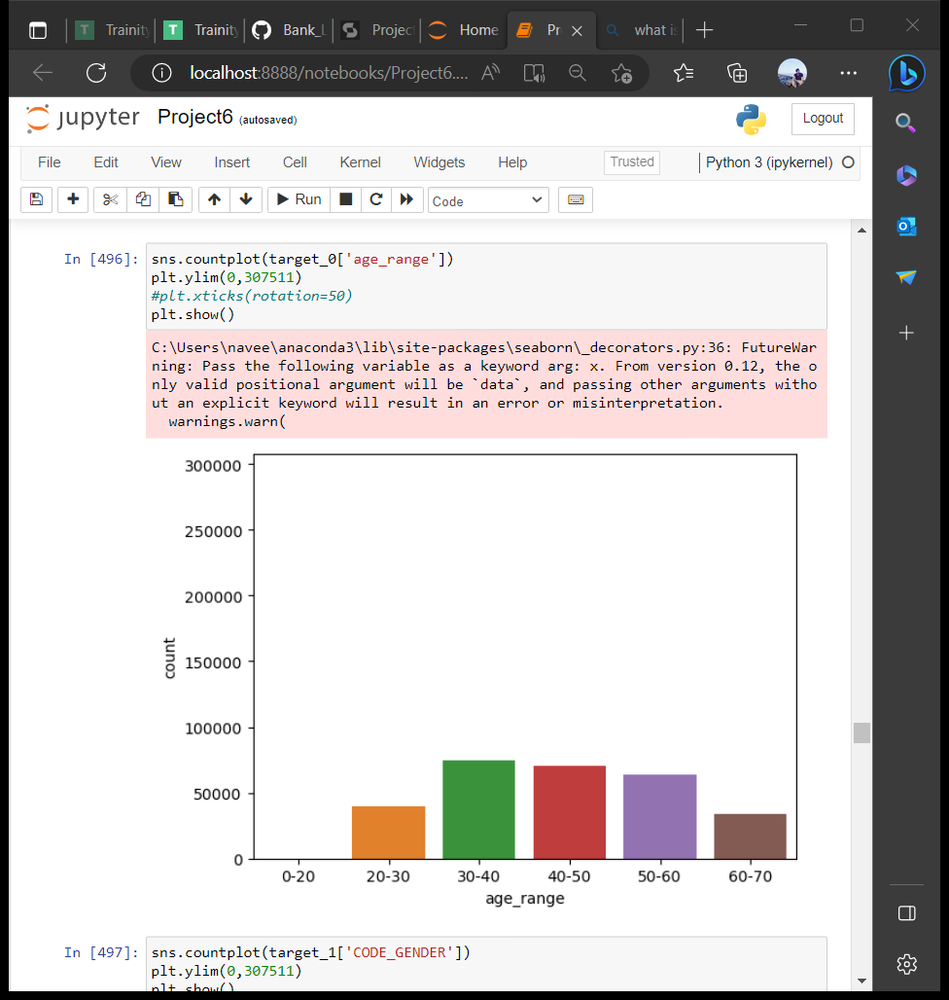 T Trainity T Trainity Bank_L Project Home Pr what is
localhost:8888/notebooks/Project6....
jupyter Project6 (autosaved) Logout
File Edit View Insert Cell Kernel Widgets Help Trusted Python 3 (ipykernel)
Run Code
In [496]: sns.countplot(target_0['age_range'])
plt.ylim(0,307511)
#plt.xticks(rotation=50)
plt.show()
C:\Users\navee\anaconda3\lib\site-packages\seaborn\_decorators.py:36: FutureWar
ning: Pass the following variable as a keyword arg: x. From version 0.12, the o
nly valid positional argument will be `data`, and passing other arguments witho
ut an explicit keyword will result in an error or misinterpretation.
warnings.warn(
300000
250000
200000
150000
100000
50000
0
count
0-20 20-30 30-40 40-50 50-60 60-70
age_range
In [497]: sns.countplot(target_1['CODE_GENDER'])
plt.ylim(0,307511)
plt.show()